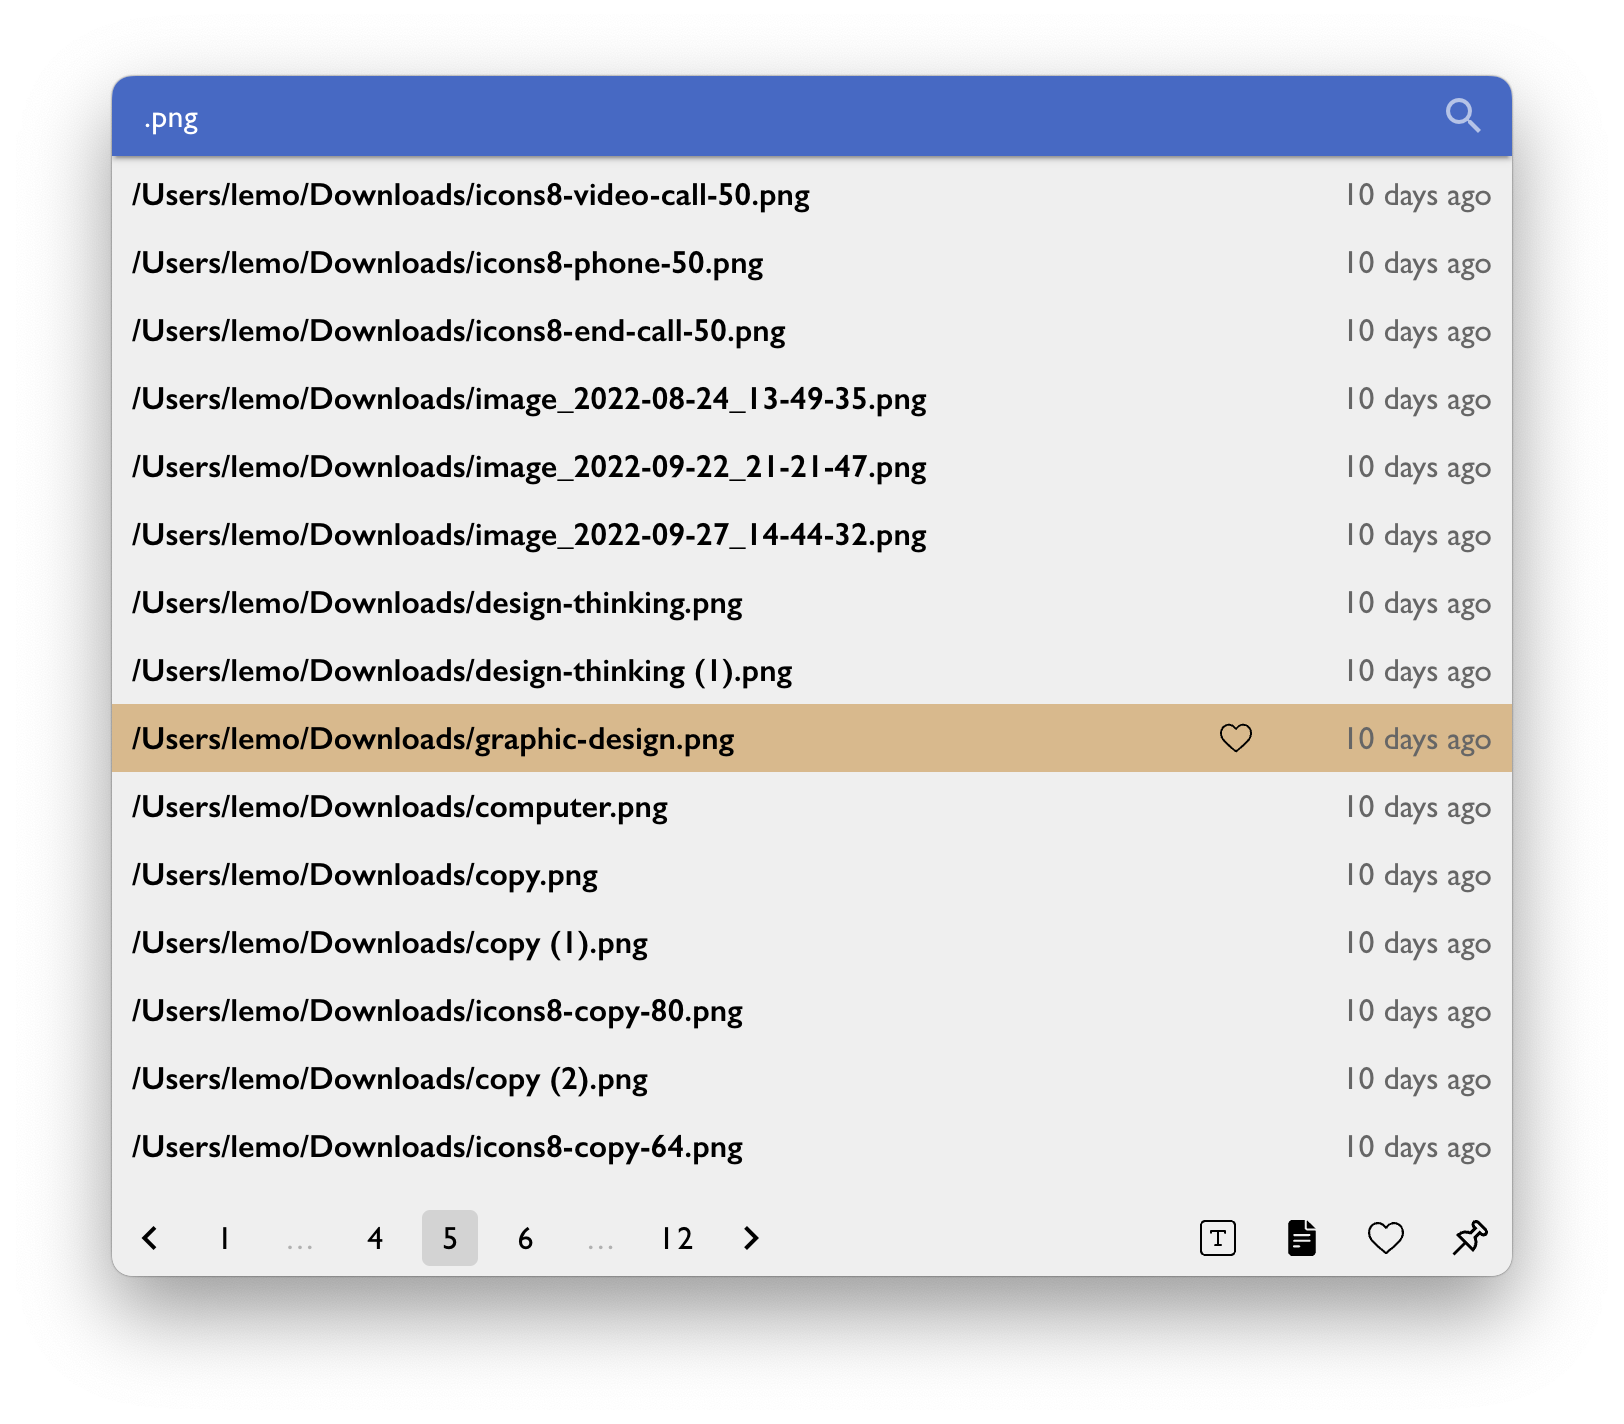 .png
/Users/lemo/Downloads/icons8-video-call-50.png 10 days ago
/Users/lemo/Downloads/icons8-phone-50.png 10 days ago
/Users/lemo/Downloads/icons8-end-call-50.png 10 days ago
/Users/lemo/Downloads/image_2022-08-24_13-49-35.png 10 days ago
/Users/lemo/Downloads/image_2022-09-22_21-21-47.png 10 days ago
/Users/lemo/Downloads/image_2022-09-27_14-44-32.png 10 days ago
/Users/lemo/Downloads/design-thinking.png 10 days ago
/Users/lemo/Downloads/design-thinking (1).png 10 days ago
/Users/lemo/Downloads/graphic-design.png 10 days ago
/Users/lemo/Downloads/computer.png 10 days ago
/Users/lemo/Downloads/copy.png 10 days ago
/Users/lemo/Downloads/copy (1).png 10 days ago
/Users/lemo/Downloads/icons8-copy-80.png 10 days ago
/Users/lemo/Downloads/copy (2).png 10 days ago
/Users/lemo/Downloads/icons8-copy-64.png 10 days ago
1 ... 4 5 6 ... 12 T